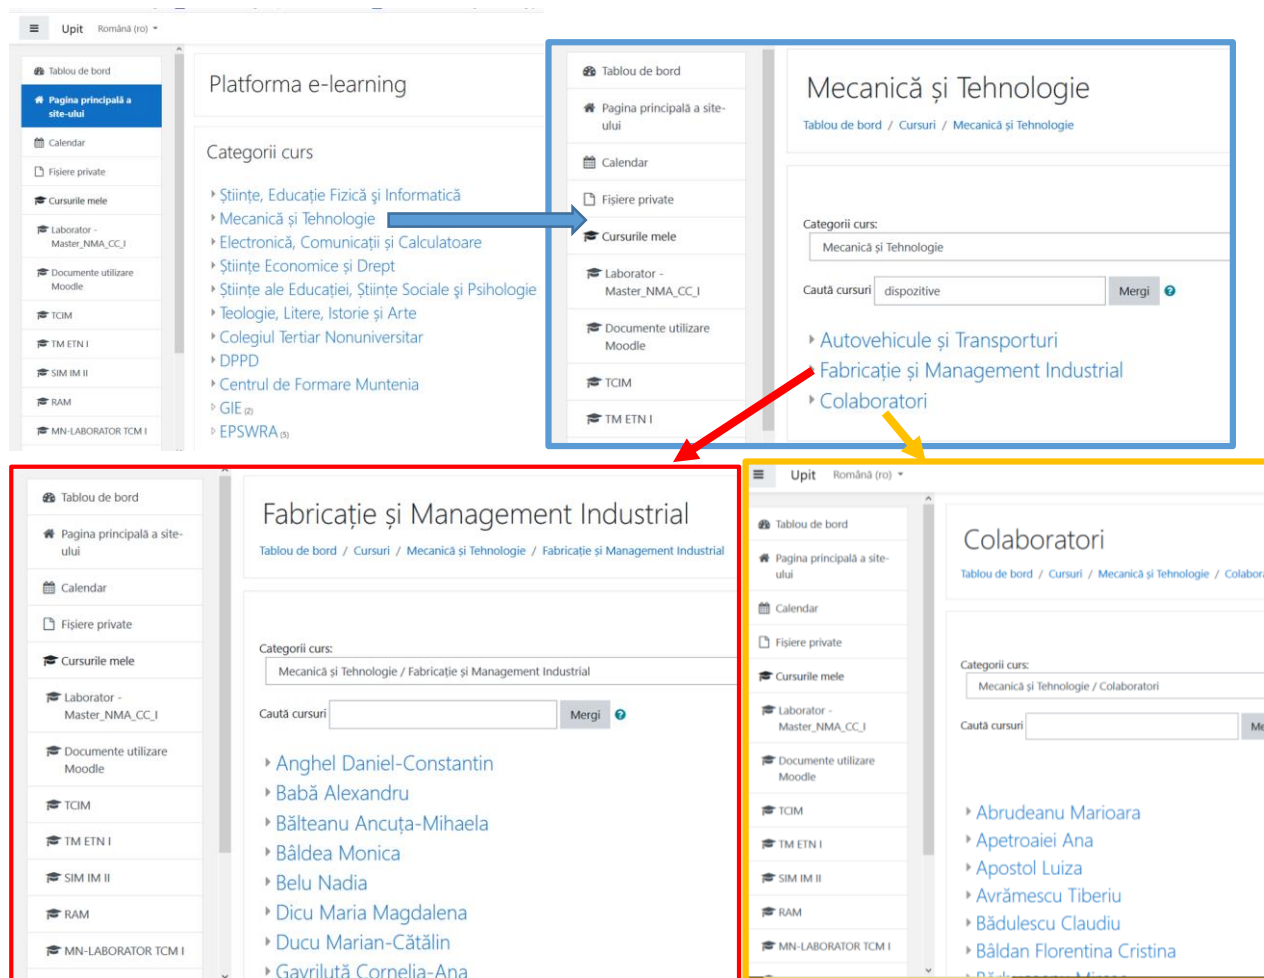 Upit Română (ro)
Tablou de bord
Pagina principală a
site-ului
Calendar
Fișiere private
Cursurile mele
Laborator -
Master_NMA_CC_I
Documente utilizare
Moodle
TCIM
TM ETN I
SIM IM II
RAM
MN-LABORATOR TCM I
Platforma e-learning
Categorii curs
Științe, Educație Fizică şi Informatică
Mecanică și Tehnologie
Electronică, Comunicații și Calculatoare
Științe Economice și Drept
Științe ale Educației, Științe Sociale şi Psihologie
Teologie, Litere, Istorie și Arte
Colegiul Tertiar Nonuniversitar
DPPD
Centrul de Formare Muntenia
GIE (2)
EPSWRA (5)
Tablou de bord
Pagina principală a site-
ului
Calendar
Fișiere private
Cursurile mele
Laborator -
Master_NMA_CC_I
Documente utilizare
Moodle
TCIM
TM ETN I
Mecanică și Tehnologie
Tablou de bord / Cursuri / Mecanică și Tehnologie
Categorii curs:
Mecanică și Tehnologie
Caută cursuri dispozitive Mergi
Autovehicule și Transporturi
Fabricație și Management Industrial
Colaboratori
Tablou de bord
Pagina principală a site-
ului
Calendar
Fișiere private
Cursurile mele
Laborator -
Master_NMA_CC_I
Documente utilizare
Moodle
TCIM
TM ETN I
SIM IM II
RAM
MN-LABORATOR TCM I
Fabricație și Management Industrial
Tablou de bord / Cursuri / Mecanică și Tehnologie / Fabricație și Management Industrial
Categorii curs:
Mecanică și Tehnologie / Fabricație și Management Industrial
Caută cursuri Mergi
Anghel Daniel-Constantin
Babă Alexandru
Bălteanu Ancuța-Mihaela
Bâldea Monica
Belu Nadia
Dicu Maria Magdalena
Ducu Marian-Cătălin
Gavriluță Cornelia-Ana
Upit Română (ro)
Tablou de bord
Pagina principală a site-
ului
Calendar
Fișiere private
Cursurile mele
Laborator -
Master_NMA_CC_I
Documente utilizare
Moodle
TCIM
TM ETN I
SIM IM II
RAM
MN-LABORATOR TCM I
Colaboratori
Tablou de bord / Cursuri / Mecanică și Tehnologie / Colabor
Categorii curs:
Mecanică și Tehnologie / Colaboratori
Caută cursuri Me
Abrudeanu Marioara
Apetroaiei Ana
Apostol Luiza
Avrămescu Tiberiu
Bădulescu Claudiu
Bâldan Florentina Cristina